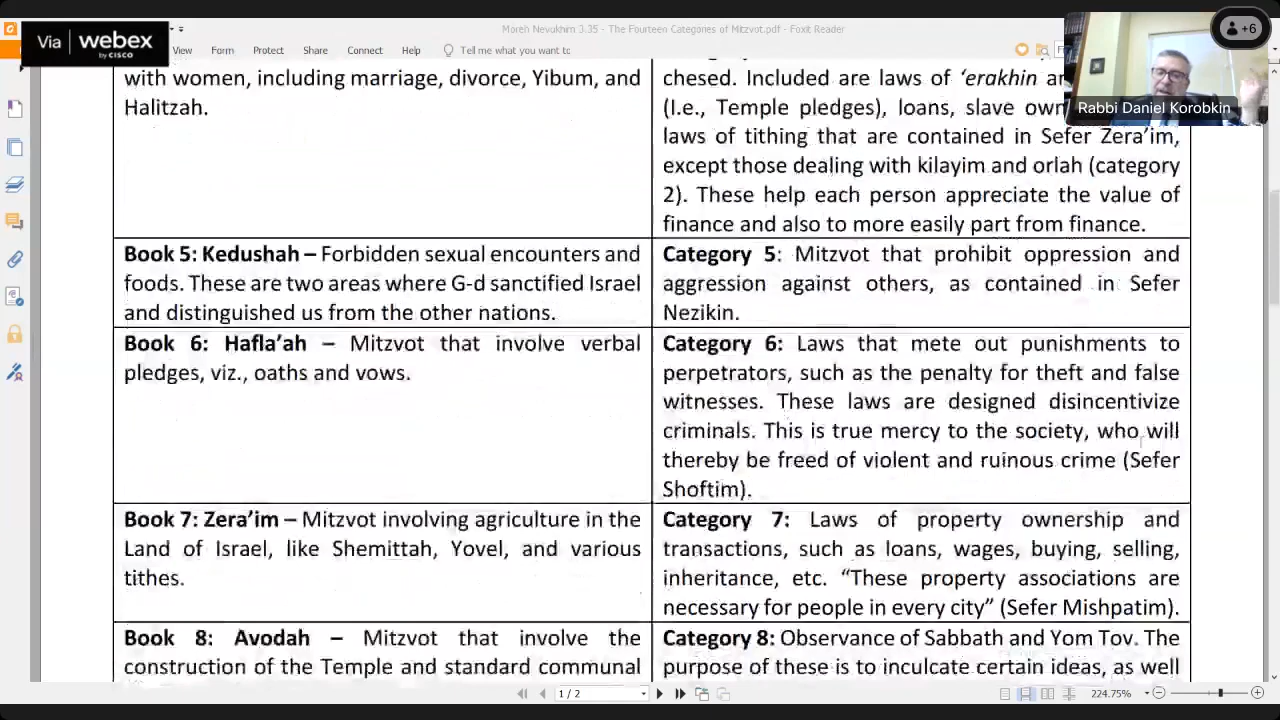 Via webex
by CISCO
Moreh Nevukhim 3.35 - The Fourteen Categories of Mitzvot.pdf - Foxit Reader
View Form Protect Share Connect Help Tell me what you want to
+6
Rabbi Daniel Korobkin
with women, including marriage, divorce, Yibum, and
Halitzah.
chesed. Included are laws of ‘erakhin
(I.e., Temple pledges), loans, slave
laws of tithing that are contained in Sefer Zera’im,
except those dealing with kilayim and orlah (category
2). These help each person appreciate the value of
finance and also to more easily part from finance.
Book 5: Kedushah – Forbidden sexual encounters and
foods. These are two areas where G-d sanctified Israel
and distinguished us from the other nations.
Category 5: Mitzvot that prohibit oppression and
aggression against others, as contained in Sefer
Nezikin.
Book 6: Hafla’ah – Mitzvot that involve verbal
pledges, viz., oaths and vows.
Category 6: Laws that mete out punishments to
perpetrators, such as the penalty for theft and false
witnesses. These laws are designed disincentivize
criminals. This is true mercy to the society, who will
thereby be freed of violent and ruinous crime (Sefer
Shoftim).
Book 7: Zera’im – Mitzvot involving agriculture in the
Land of Israel, like Shemittah, Yovel, and various
tithes.
Category 7: Laws of property ownership and
transactions, such as loans, wages, buying, selling,
inheritance, etc. “These property associations are
necessary for people in every city” (Sefer Mishpatim).
Book 8: Avodah – Mitzvot that involve the
construction of the Temple and standard communal
Category 8: Observance of Sabbath and Yom Tov. The
purpose of these is to inculcate certain ideas, as well
1 / 2
224.75%